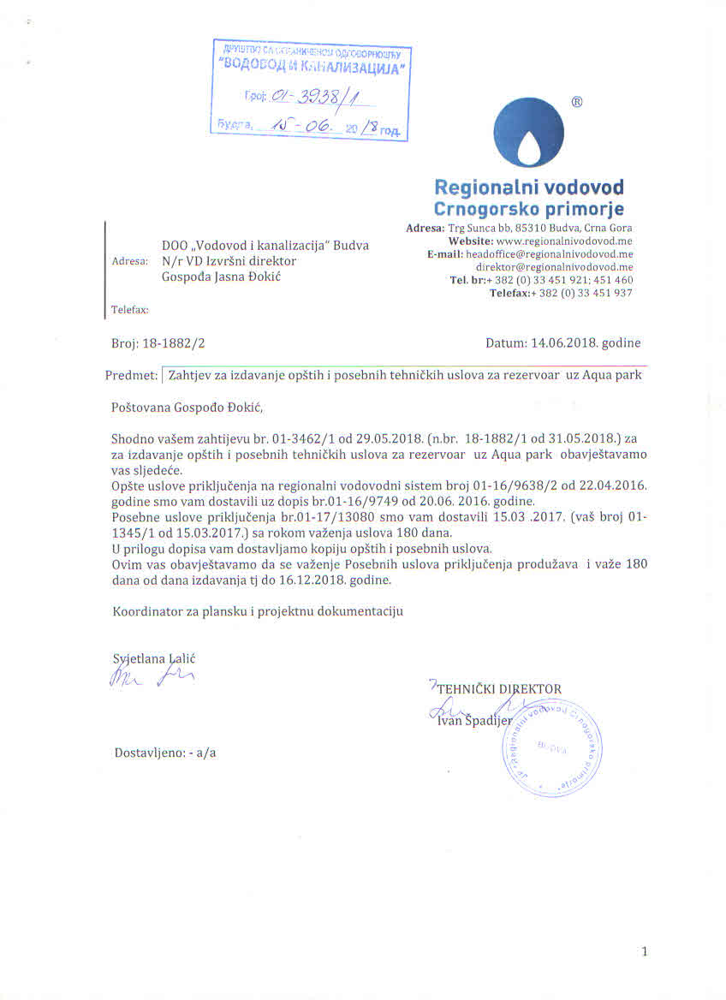 ДРУШТВО СА ОГРАНИЧЕНОМ ОДГОВОРНОШЋУ
"ВОДОВОД И КАНАЛИЗАЦИЈА"
Број: 01-3938/1
Будва, 15-06. 2018 год.
®
Regionalni vodovod
Crnogorsko primorje
Adresa: Trg Sunca bb, 85310 Budva, Crna Gora
Website: www.regionalnivodovod.me
E-mail: headoffice@regionalnivodovod.me
direktor@regionalnivodovod.me
Tel. br:+ 382 (0) 33 451 921; 451 460
Telefax:+ 382 (0) 33 451 937
DOO „Vodovod i kanalizacija“ Budva
Adresa: N/r VD Izvršni direktor
Gospođa Jasna Đokić
Telefax:
Broj: 18-1882/2 Datum: 14.06.2018. godine
Predmet: Zahtjev za izdavanje opštih i posebnih tehničkih uslova za rezervoar uz Aqua park
Poštovana Gospođo Đokić,
Shodno vašem zahtijevu br. 01-3462/1 od 29.05.2018. (n.br. 18-1882/1 od 31.05.2018.) za
za izdavanje opštih i posebnih tehničkih uslova za rezervoar uz Aqua park obavještavamo
vas sljedeće.
Opšte uslove priključenja na regionalni vodovodni sistem broj 01-16/9638/2 od 22.04.2016.
godine smo vam dostavili uz dopis br.01-16/9749 od 20.06. 2016. godine.
Posebne uslove priključenja br.01-17/13080 smo vam dostavili 15.03 .2017. (vaš broj 01-
1345/1 od 15.03.2017.) sa rokom važenja uslova 180 dana.
U prilogu dopisa vam dostavljamo kopiju opštih i posebnih uslova.
Ovim vas obavještavamo da se važenje Posebnih uslova priključenja produžava i važe 180
dana od dana izdavanja tj do 16.12.2018. godine.
Koordinator za plansku i projektnu dokumentaciju
Svjetlana Lalić
TEHNIČKI DIREKTOR
Ivan Špadijer
JP "Regionalni vodovod Crnogorsko primorje"
BUDVA
Dostavljeno: - a/a
1